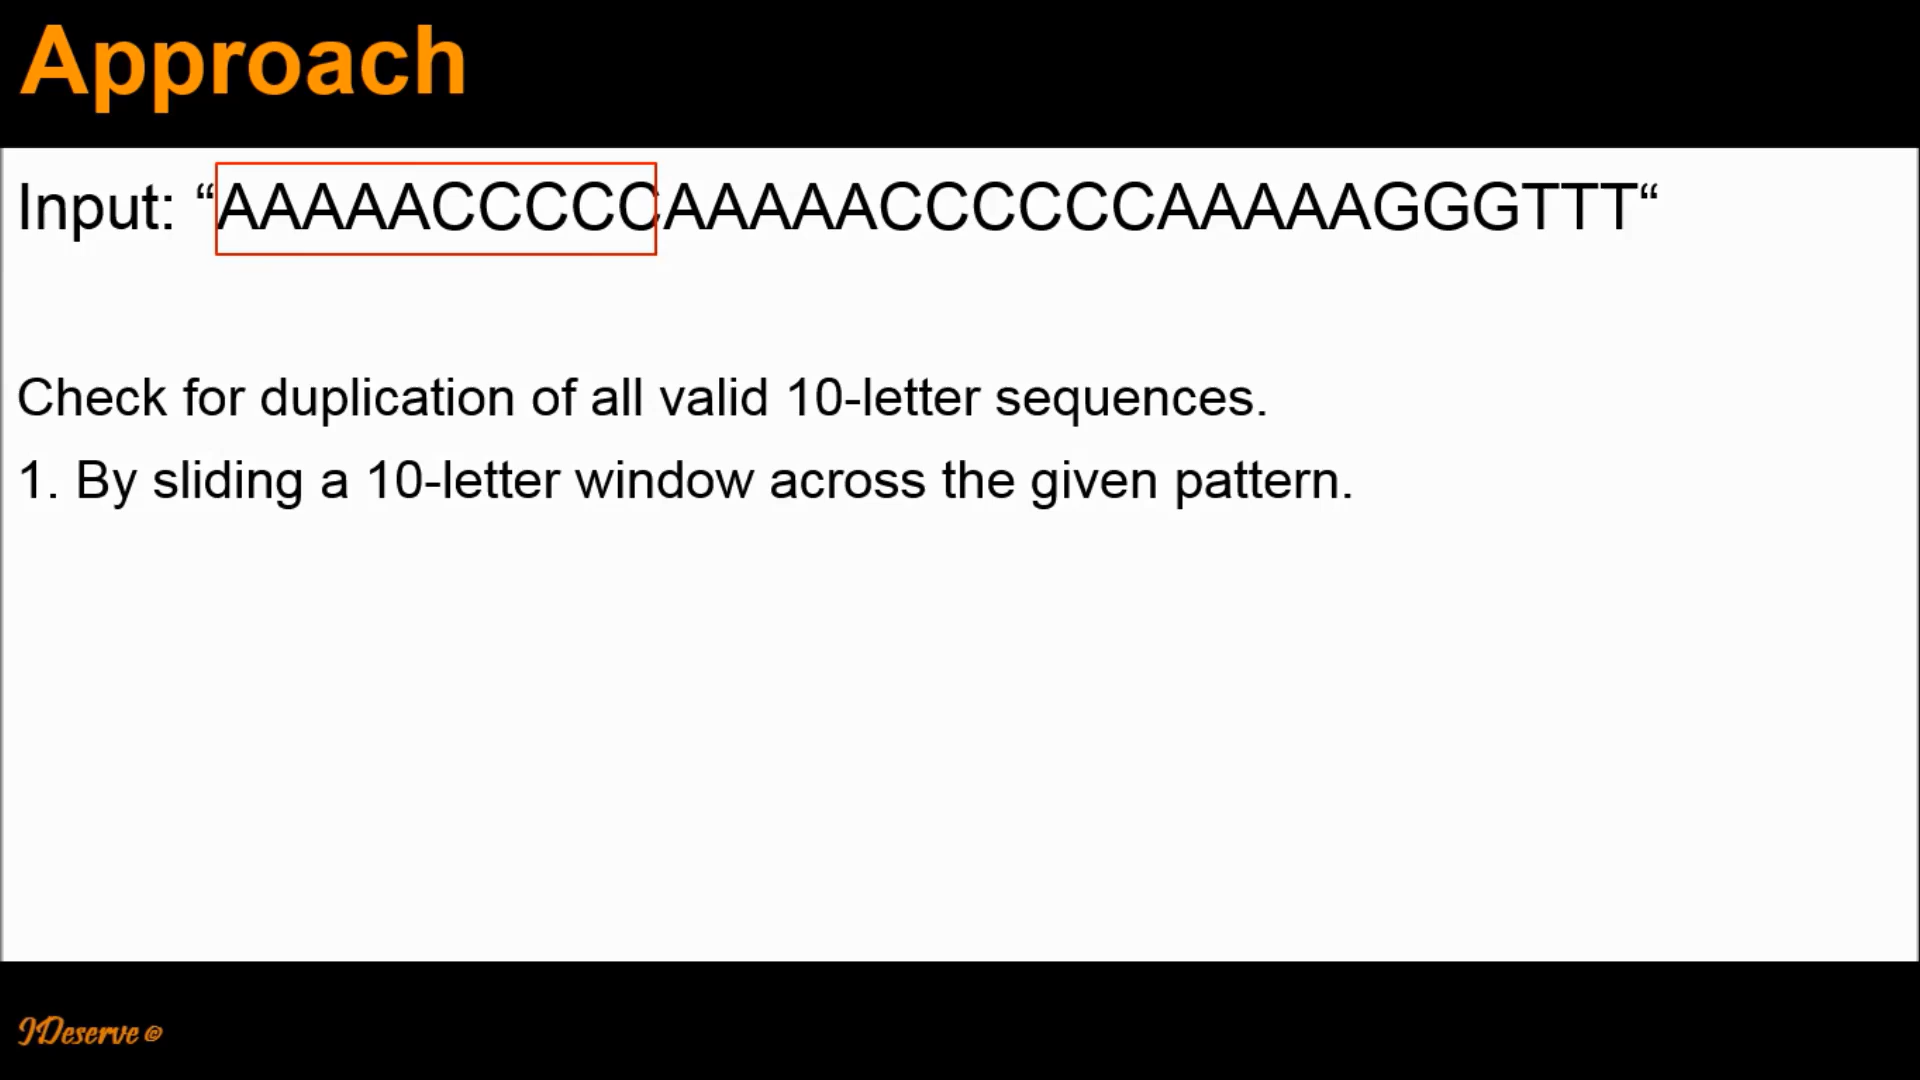 Approach
Input: “AAAAACCCCCAAAAACCCCCCAAAAAGGGTTT“
Check for duplication of all valid 10-letter sequences.
1. By sliding a 10-letter window across the given pattern.
IDeserve ©